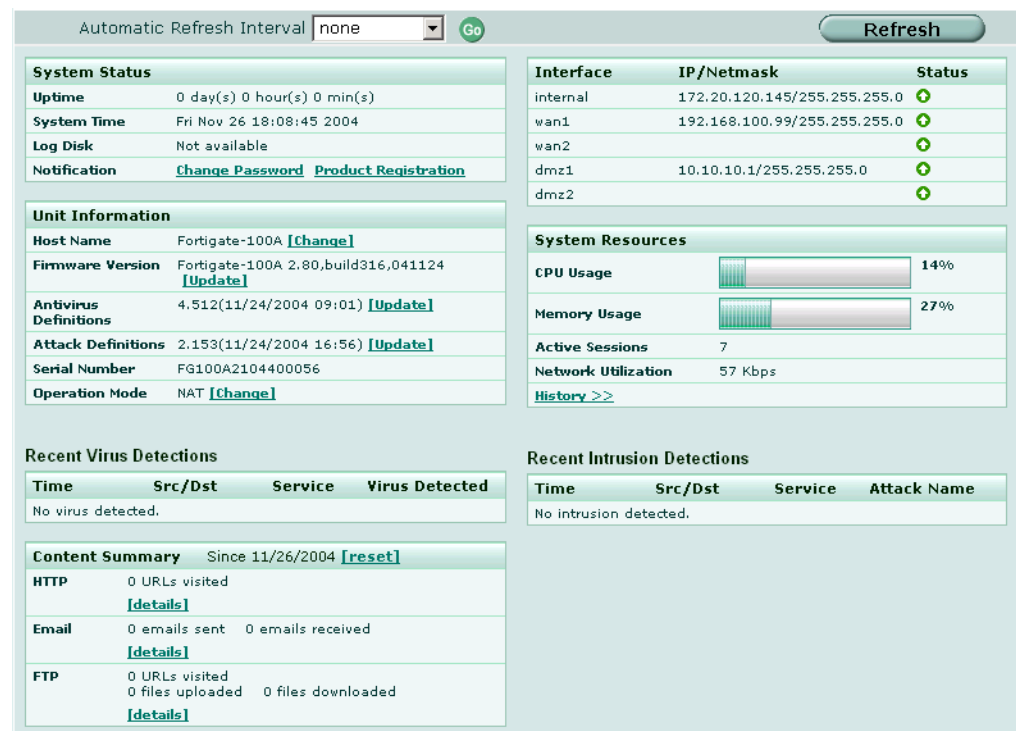 Automatic Refresh Interval none Go Refresh
System Status
Uptime 0 day(s) 0 hour(s) 0 min(s)
System Time Fri Nov 26 18:08:45 2004
Log Disk Not available
Notification Change Password Product Registration
Unit Information
Host Name Fortigate-100A [Change]
Firmware Version Fortigate-100A 2.80,build316,041124
[Update]
Antivirus Definitions 4.512(11/24/2004 09:01) [Update]
Attack Definitions 2.153(11/24/2004 16:56) [Update]
Serial Number FG100A2104400056
Operation Mode NAT [Change]
Interface IP/Netmask Status
internal 172.20.120.145/255.255.255.0
wan1 192.168.100.99/255.255.255.0
wan2
dmz1 10.10.10.1/255.255.255.0
dmz2
System Resources
CPU Usage 14%
Memory Usage 27%
Active Sessions 7
Network Utilization 57 Kbps
History >>
Recent Virus Detections
Time Src/Dst Service Virus Detected
No virus detected.
Recent Intrusion Detections
Time Src/Dst Service Attack Name
No intrusion detected.
Content Summary Since 11/26/2004 [reset]
HTTP 0 URLs visited
[details]
Email 0 emails sent 0 emails received
[details]
FTP 0 URLs visited
0 files uploaded 0 files downloaded
[details]